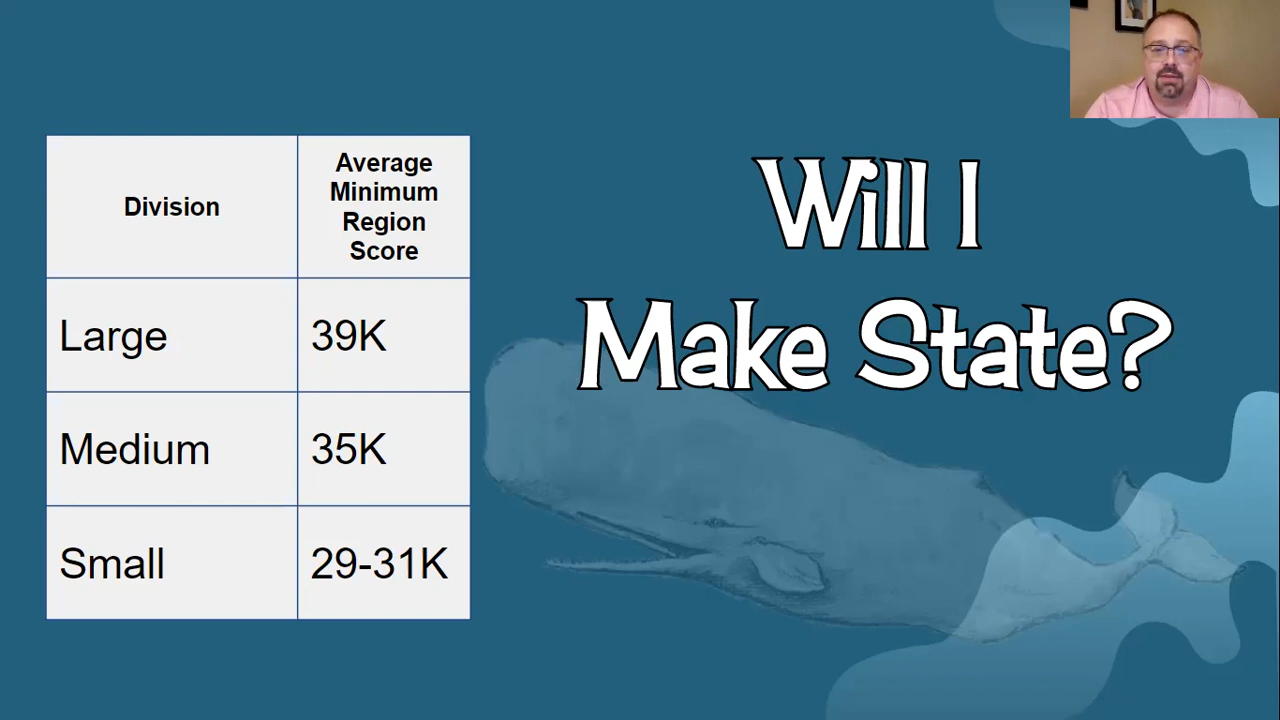 Division
Average
Minimum
Region
Score
Large
39K
Medium
35K
Small
29-31K
Will I
Make State?